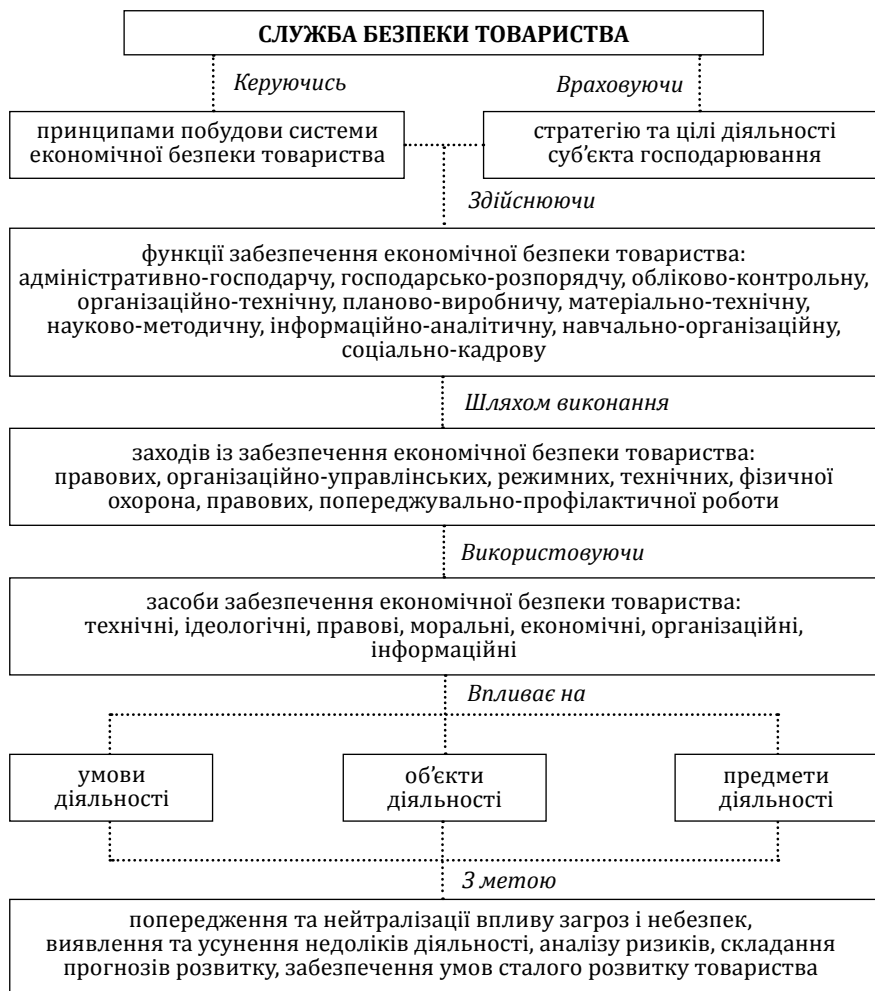 СЛУЖБА БЕЗПЕКИ ТОВАРИСТВА
Керуючись
Враховуючи
принципами побудови системи
економічної безпеки товариства
стратегію та цілі діяльності
суб’єкта господарювання
Здійснюючи
функції забезпечення економічної безпеки товариства:
адміністративно-господарчу, господарсько-розпорядчу, обліково-контрольну,
організаційно-технічну, планово-виробничу, матеріально-технічну,
науково-методичну, інформаційно-аналітичну, навчально-організаційну,
соціально-кадрову
Шляхом виконання
заходів із забезпечення економічної безпеки товариства:
правових, організаційно-управлінських, режимних, технічних, фізичної
охорона, правових, попереджувально-профілактичної роботи
Використовуючи
засоби забезпечення економічної безпеки товариства:
технічні, ідеологічні, правові, моральні, економічні, організаційні,
інформаційні
Впливає на
умови
діяльності
об’єкти
діяльності
предмети
діяльності
З метою
попередження та нейтралізації впливу загроз і небезпек,
виявлення та усунення недоліків діяльності, аналізу ризиків, складання
прогнозів розвитку, забезпечення умов сталого розвитку товариства